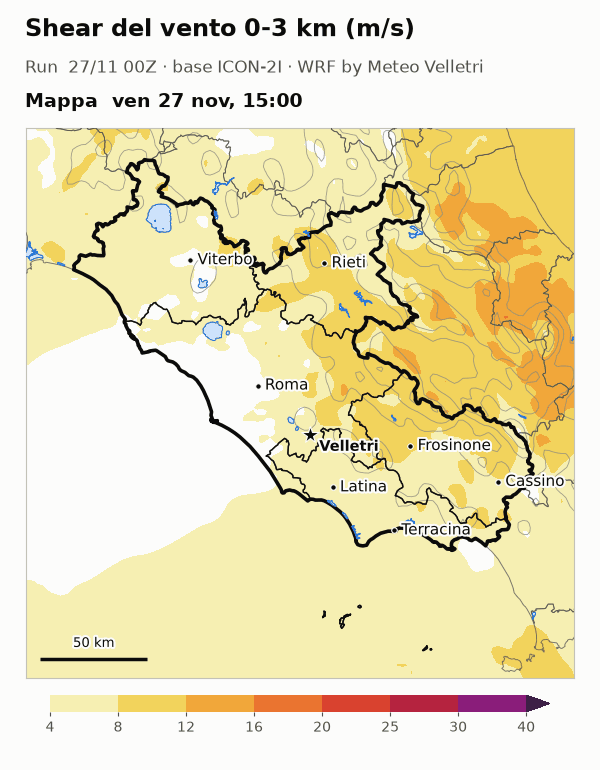 Shear del vento 0-3 km (m/s)
Run  27/11 00Z · base ICON-2I · WRF by Meteo Velletri
Mappa  ven 27 nov, 15:00
Viterbo
Rieti
Roma
Velletri
Frosinone
Cassino
Latina
Terracina
50 km
4 8 12 16 20 25 30 40